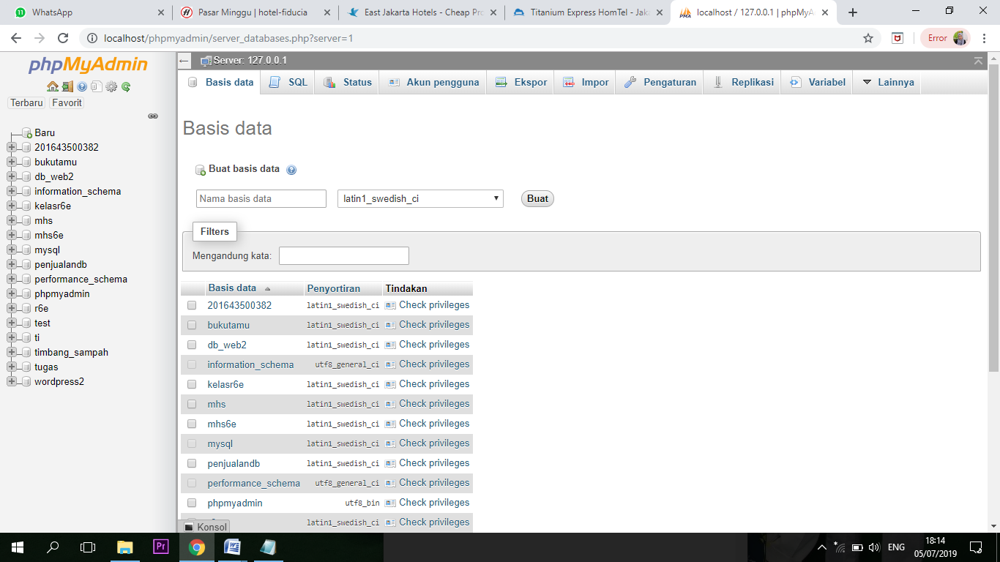 WhatsApp
Pasar Minggu | hotel-fiducia
East Jakarta Hotels - Cheap Pro
Titanium Express HomTel - Jak
localhost / 127.0.0.1 | phpMyA
localhost/phpmyadmin/server_databases.php?server=1
Error
phpMyAdmin
Terbaru
Favorit
Baru
201643500382
bukutamu
db_web2
information_schema
kelasr6e
mhs
mhs6e
mysql
penjualandb
performance_schema
phpmyadmin
r6e
test
ti
timbang_sampah
tugas
wordpress2
Server: 127.0.0.1
Basis data SQL Status Akun pengguna Ekspor Impor Pengaturan Replikasi Variabel Lainnya
Basis data
Buat basis data
Nama basis data latin1_swedish_ci Buat
Filters
Mengandung kata:
Basis data Penyortiran Tindakan
201643500382 latin1_swedish_ci Check privileges
bukutamu latin1_swedish_ci Check privileges
db_web2 latin1_swedish_ci Check privileges
information_schema utf8_general_ci Check privileges
kelasr6e latin1_swedish_ci Check privileges
mhs latin1_swedish_ci Check privileges
mhs6e latin1_swedish_ci Check privileges
mysql latin1_swedish_ci Check privileges
penjualandb latin1_swedish_ci Check privileges
performance_schema utf8_general_ci Check privileges
phpmyadmin utf8_bin Check privileges
latin1_swedish_ci Check privileges
Konsol
Pr
ENG
18:14
05/07/2019